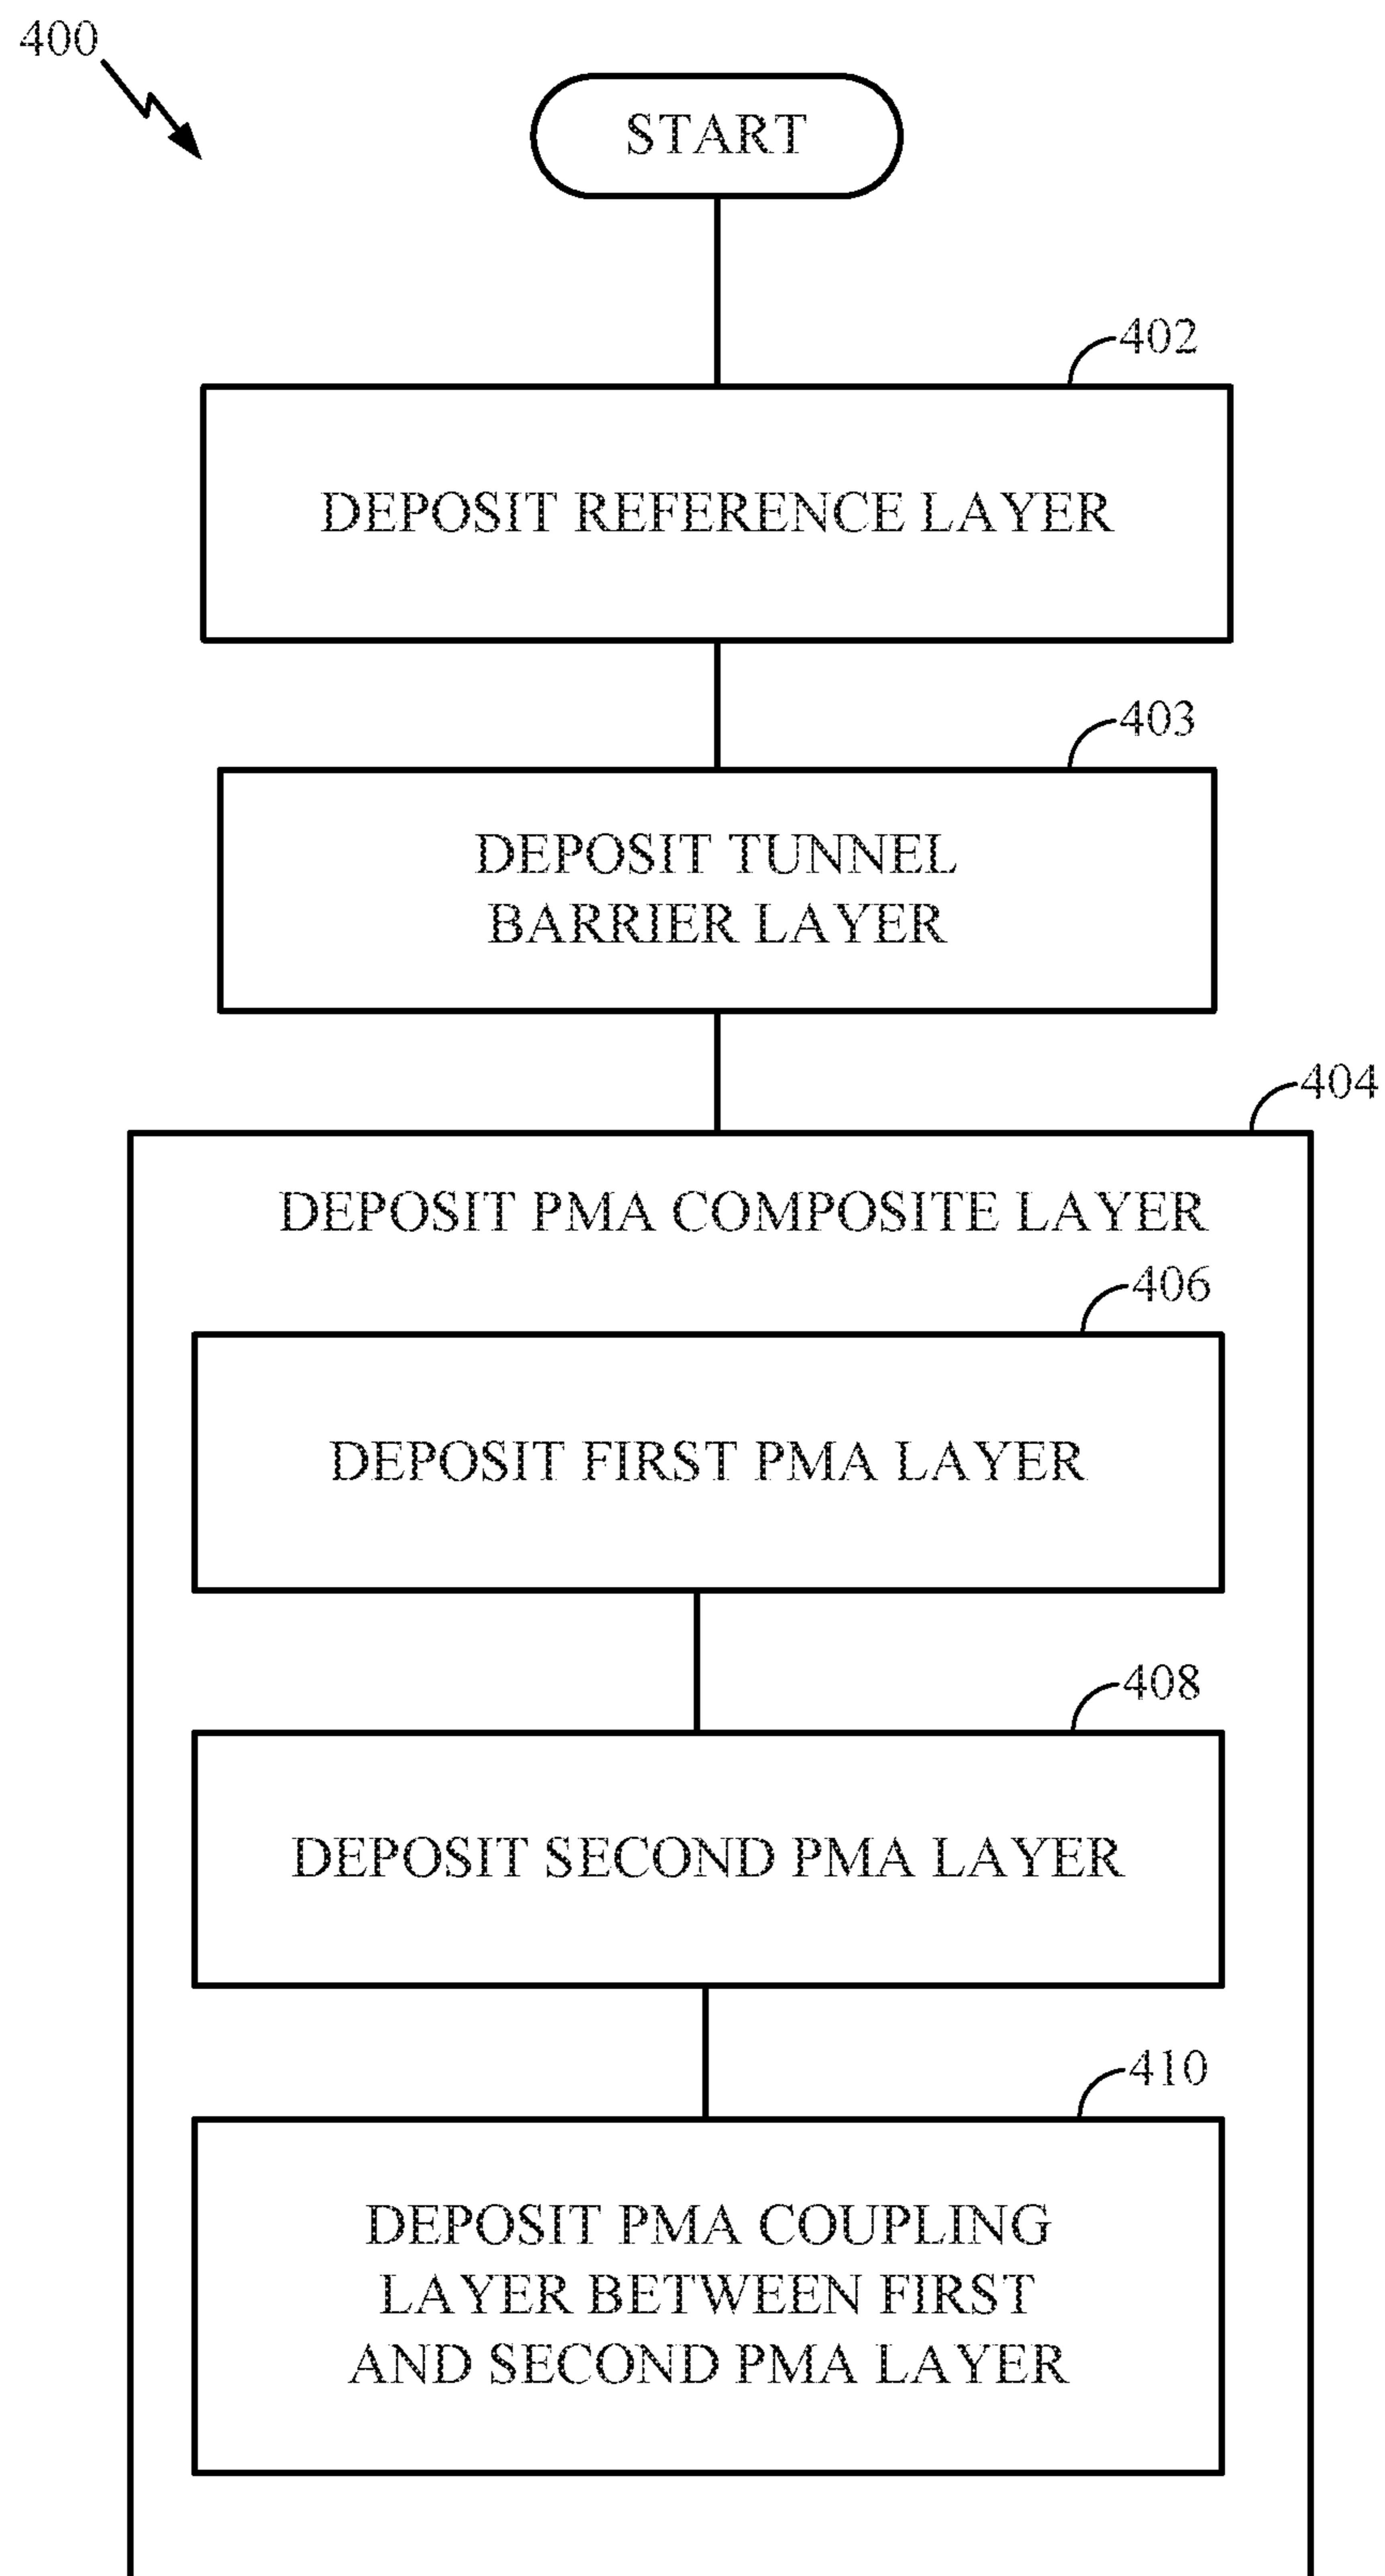 400
START
402
DEPOSIT REFERENCE LAYER
403
DEPOSIT TUNNEL
BARRIER LAYER
404
DEPOSIT PMA COMPOSITE LAYER
406
DEPOSIT FIRST PMA LAYER
408
DEPOSIT SECOND PMA LAYER
410
DEPOSIT PMA COUPLING
LAYER BETWEEN FIRST
AND SECOND PMA LAYER